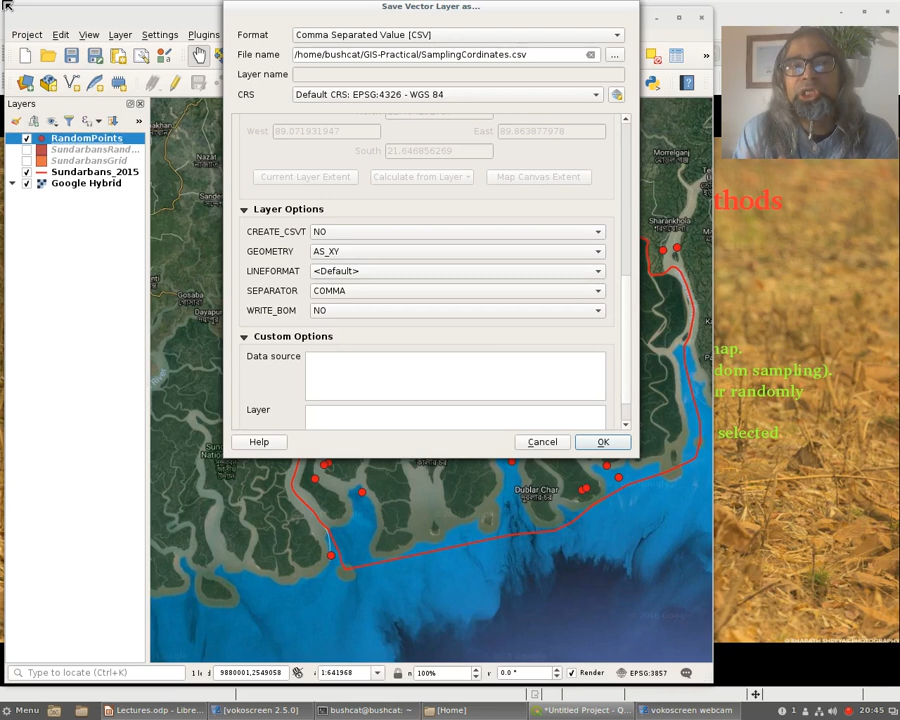 Save Vector Layer as...
Project Edit View Layer Settings Plugins
Format Comma Separated Value [CSV]
File name /home/bushcat/GIS-Practical/SamplingCordinates.csv ...
Layer name
CRS Default CRS: EPSG:4326 - WGS 84
Layers
West 89.071931947 East 89.863877978
South 21.646856269
Current Layer Extent Calculate from Layer Map Canvas Extent
RandomPoints
SundarbansRand...
SundarbansGrid
Sundarbans_2015
Google Hybrid
Layer Options
CREATE_CSVT NO
GEOMETRY AS_XY
LINEFORMAT <Default>
SEPARATOR COMMA
WRITE_BOM NO
Custom Options
Data source
Layer
Help Cancel OK
Nazat
Gosaba
Dayapur
River
Morrelganj
Sharankhola
Dublar Char
thods
map.
dom sampling).
ur randomly
selected.
Type to locate (Ctrl+K) 9880001,2549058 1:641968 100% 0.0 ° Render EPSG:3857
Menu Lectures.odp - Libre... [vokoscreen 2.5.0] bushcat@bushcat: ~ [Home] *Untitled Project - Q... vokoscreen webcam 1 20:45